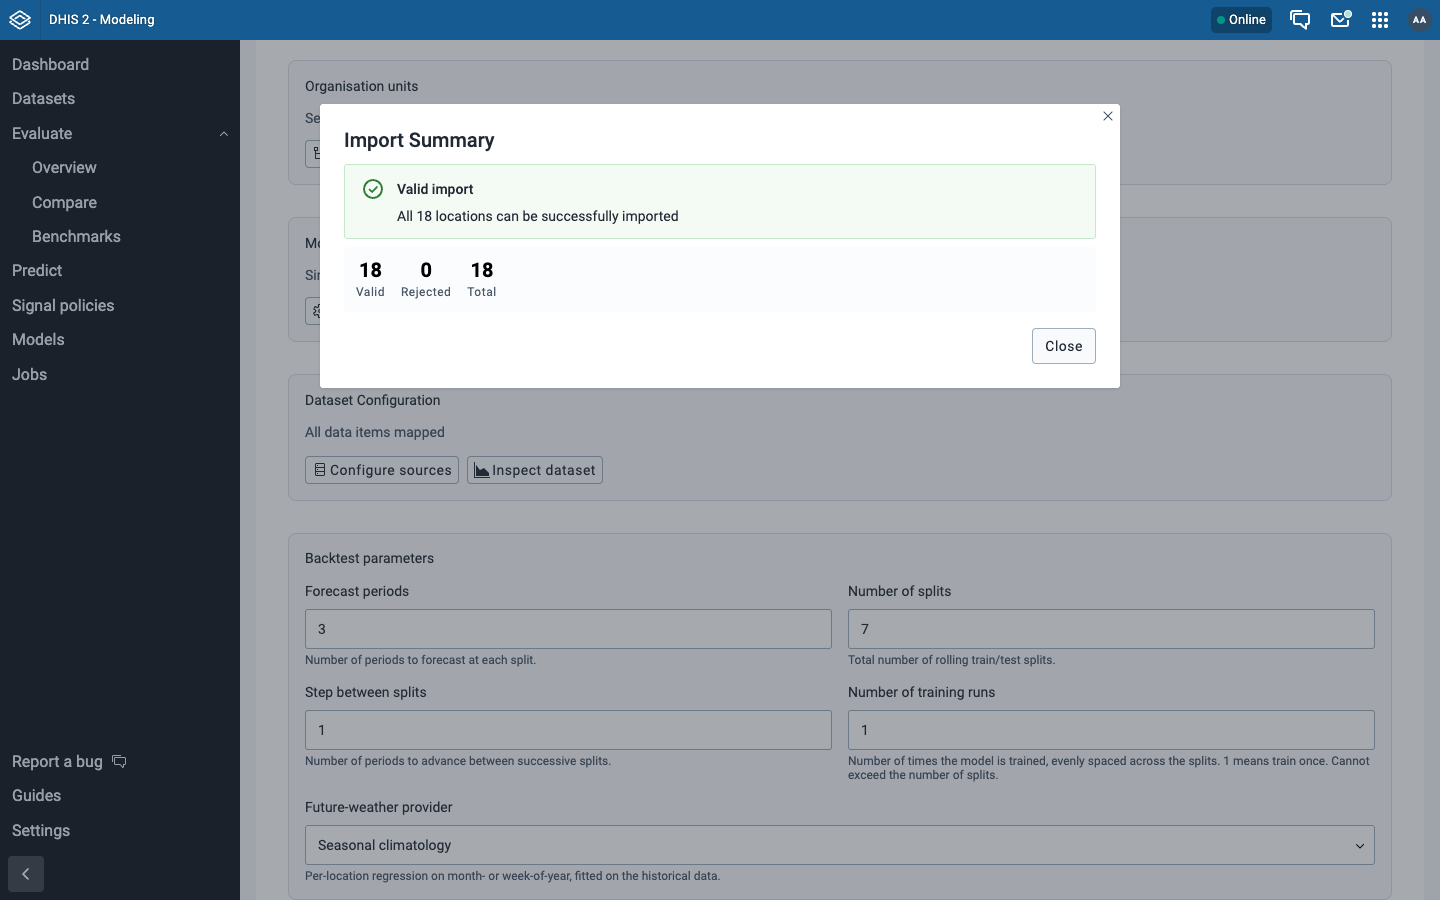 DHIS 2 - Modeling
Online
AA
Dashboard
Datasets
Evaluate
Overview
Compare
Benchmarks
Predict
Signal policies
Models
Jobs
Report a bug
Guides
Settings
Organisation units
Import Summary
Valid import
All 18 locations can be successfully imported
18 0 18
Valid Rejected Total
Close
Dataset Configuration
All data items mapped
Configure sources Inspect dataset
Backtest parameters
Forecast periods
3
Number of periods to forecast at each split.
Number of splits
7
Total number of rolling train/test splits.
Step between splits
1
Number of periods to advance between successive splits.
Number of training runs
1
Number of times the model is trained, evenly spaced across the splits. 1 means train once. Cannot
exceed the number of splits.
Future-weather provider
Seasonal climatology
Per-location regression on month- or week-of-year, fitted on the historical data.